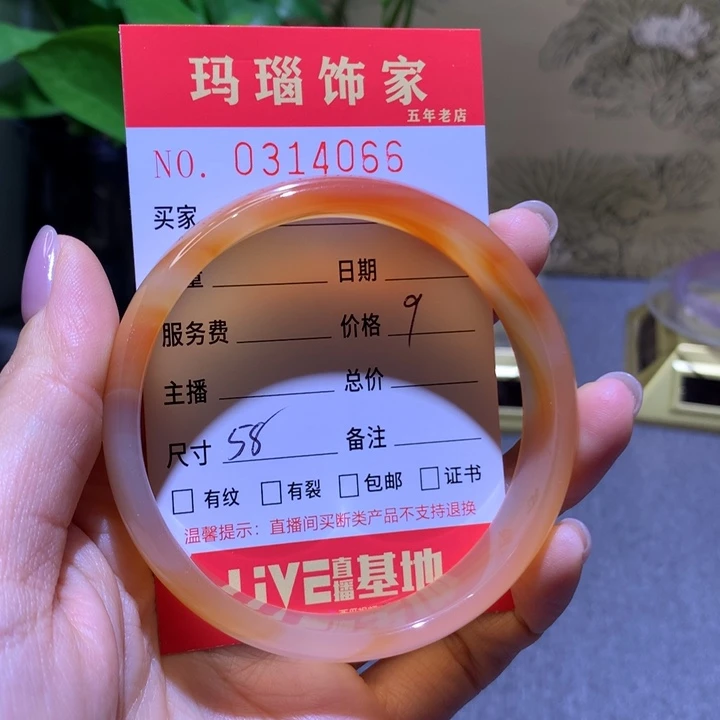 玛瑙饰家
五年老店
NO. 0314066
买家
量 日期
服务费 价格 9
主播 总价
尺寸 58 备注
有纹 有裂 包邮 证书
温馨提示：直播间买断类产品不支持退换
LIVE直播基地